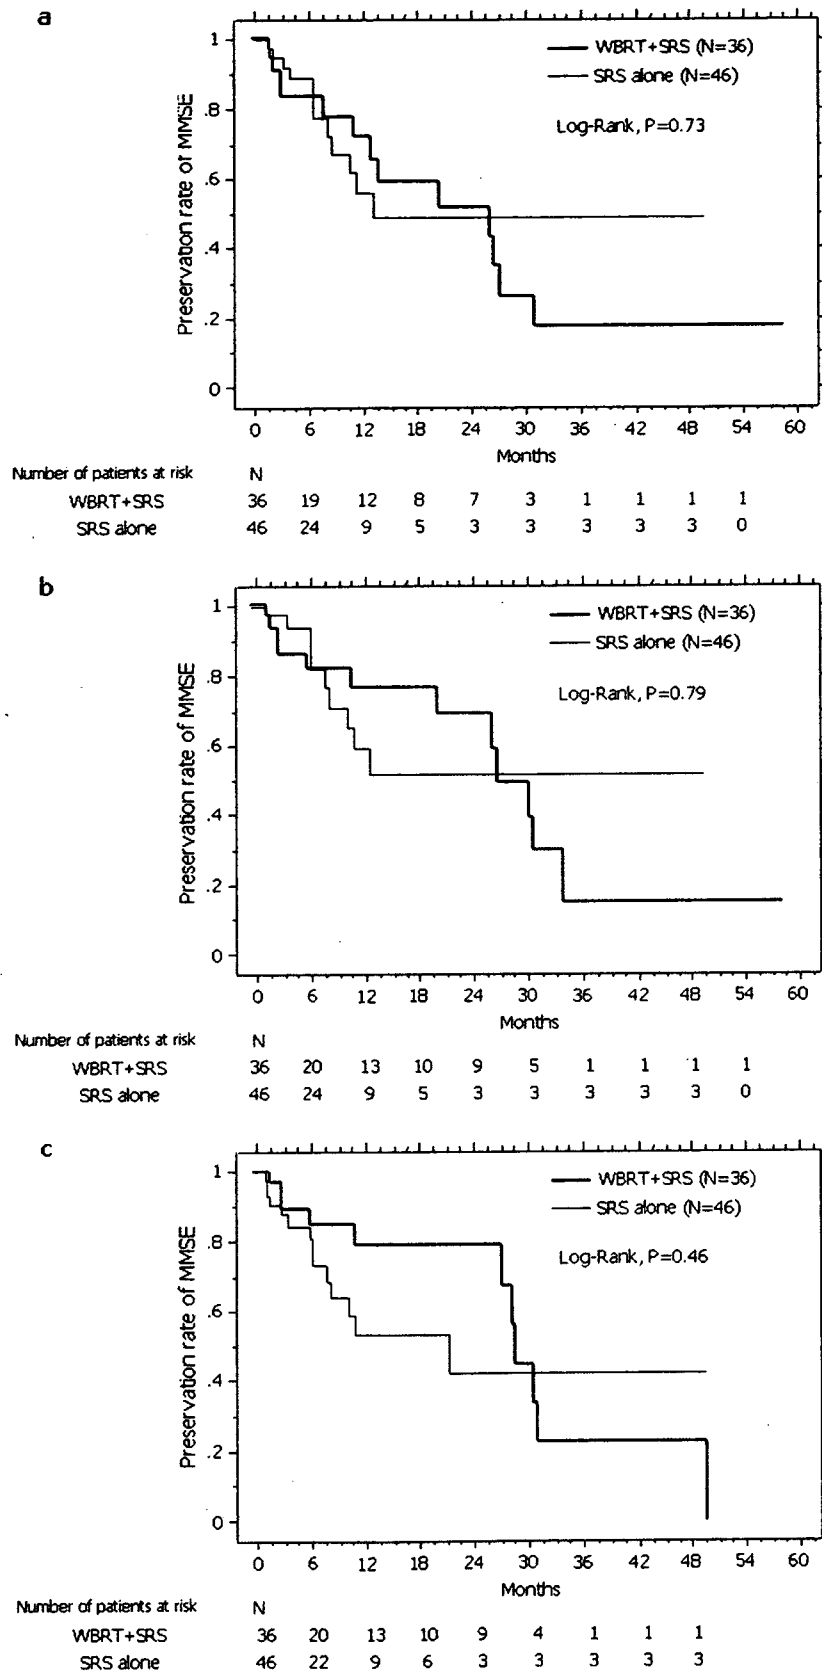 a
WBRT+SRS (N=36)
SRS alone (N=46)
Log-Rank, P=0.73
Preservation rate of MMSE
1
.8
.6
.4
.2
0
0 6 12 18 24 30 36 42 48 54 60
Months
Number of patients at risk N
WBRT+SRS 36 19 12 8 7 3 1 1 1 1
SRS alone 46 24 9 5 3 3 3 3 3 0
b
WBRT+SRS (N=36)
SRS alone (N=46)
Log-Rank, P=0.79
Preservation rate of MMSE
1
.8
.6
.4
.2
0
0 6 12 18 24 30 36 42 48 54 60
Months
Number of patients at risk N
WBRT+SRS 36 20 13 10 9 5 1 1 1 1
SRS alone 46 24 9 5 3 3 3 3 3 0
c
WBRT+SRS (N=36)
SRS alone (N=46)
Log-Rank, P=0.46
Preservation rate of MMSE
1
.8
.6
.4
.2
0
0 6 12 18 24 30 36 42 48 54 60
Months
Number of patients at risk N
WBRT+SRS 36 20 13 10 9 4 1 1 1
SRS alone 46 22 9 6 3 3 3 3 3